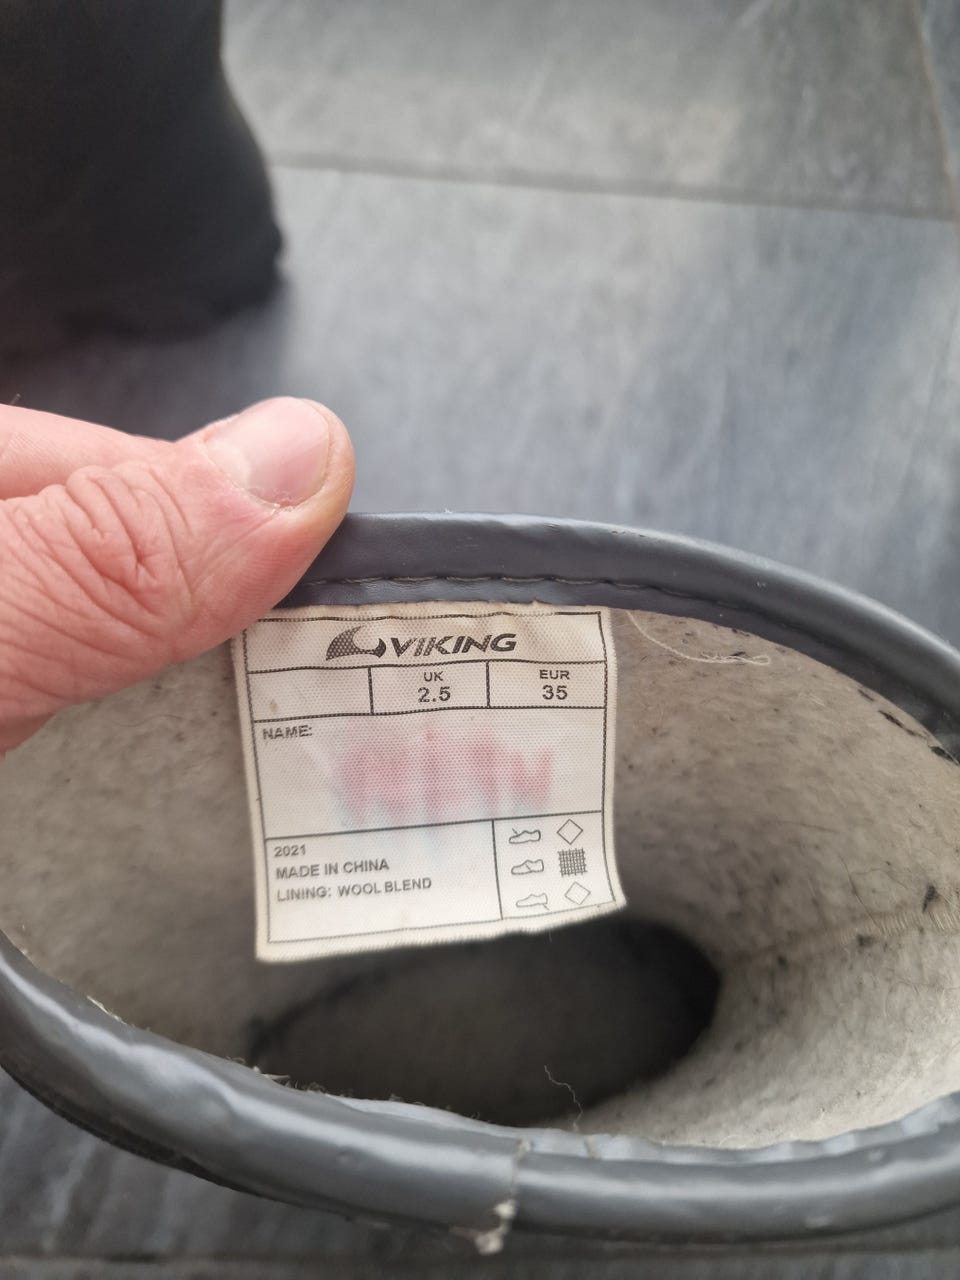 VIKING
UK EUR
2.5 35
NAME:
2021
MADE IN CHINA
LINING: WOOL BLEND